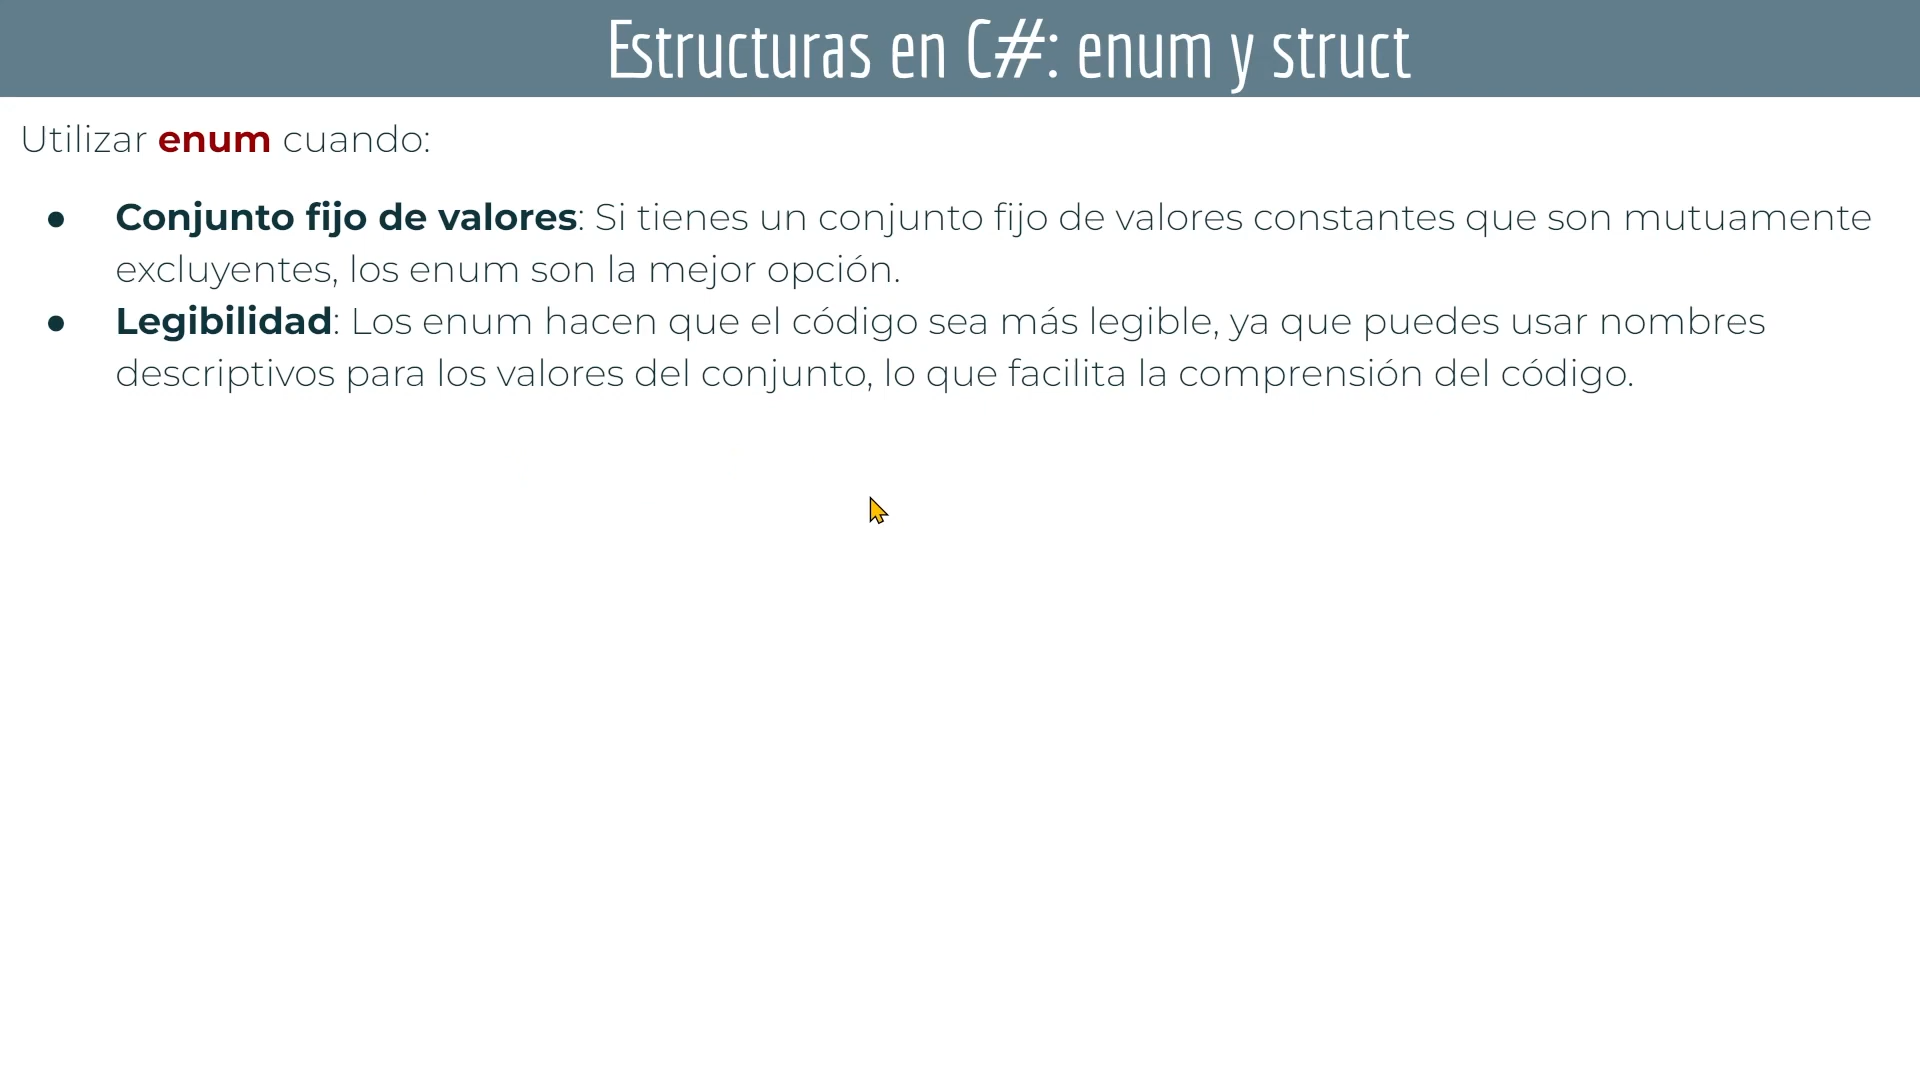 Estructuras en C#: enum y struct
Utilizar enum cuando:
● Conjunto fijo de valores: Si tienes un conjunto fijo de valores constantes que son mutuamente
excluyentes, los enum son la mejor opción.
● Legibilidad: Los enum hacen que el código sea más legible, ya que puedes usar nombres
descriptivos para los valores del conjunto, lo que facilita la comprensión del código.